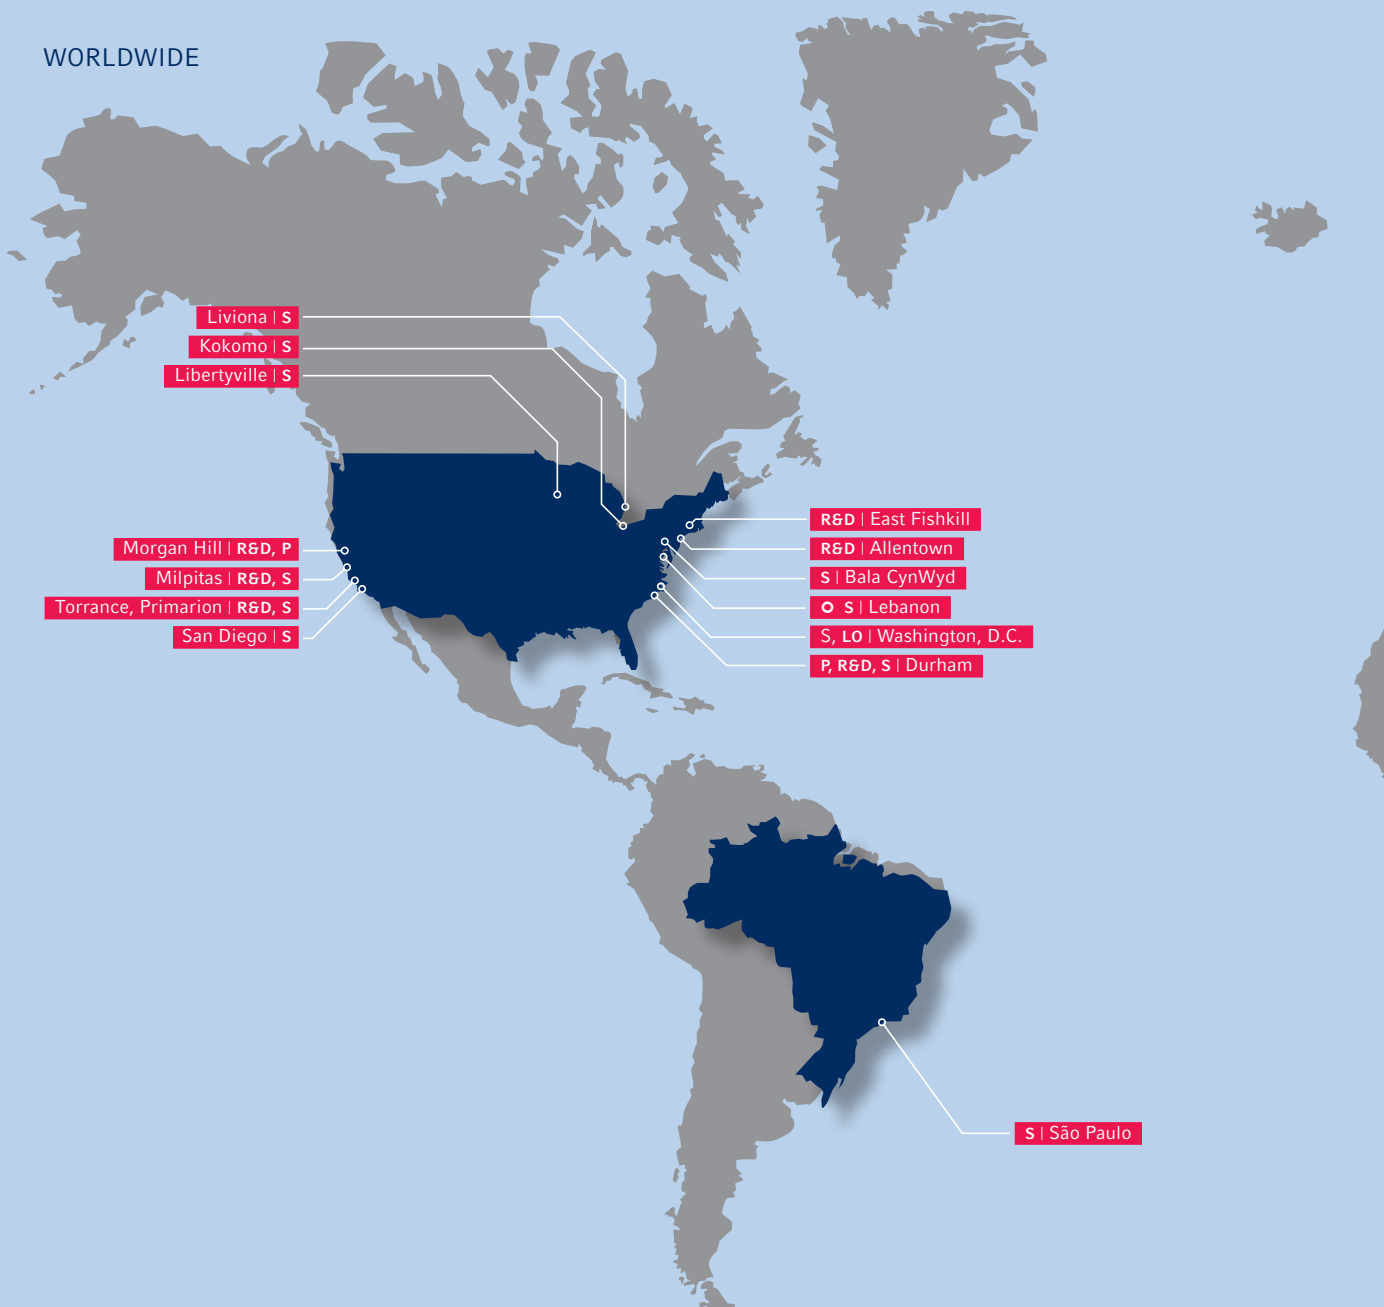 WORLDWIDE
Liviona | S
Kokomo | S
Libertyville | S
Morgan Hill | R&D, P
Milpitas | R&D, S
Torrance, Primarion | R&D, S
San Diego | S
R&D | East Fishkill
R&D | Allentown
S | Bala CynWyd
O S | Lebanon
S, LO | Washington, D.C.
P, R&D, S | Durham
S | São Paulo